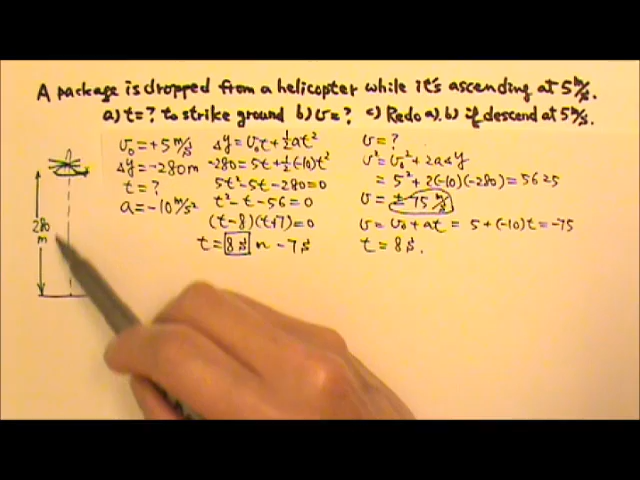 A package is dropped from a helicopter while it's ascending at 5 m/s.
a) t=? to strike ground b) v=? c) Redo a). b) if descend at 5 m/s.
280 m
v₀ = +5 m/s
Δy = -280m
t = ?
a = -10 m/s²
Δy = v₀t + ½at²
-280 = 5t + ½(-10)t²
5t² - 5t - 280 = 0
t² - t - 56 = 0
(t-8)(t+7) = 0
t = 8 s or -7 s
v = ?
v² = v₀² + 2aΔy
= 5² + 2(-10)(-280) = 5625
v = ± 75 m/s
v = v₀ + at = 5 + (-10)t = -75
t = 8 s.